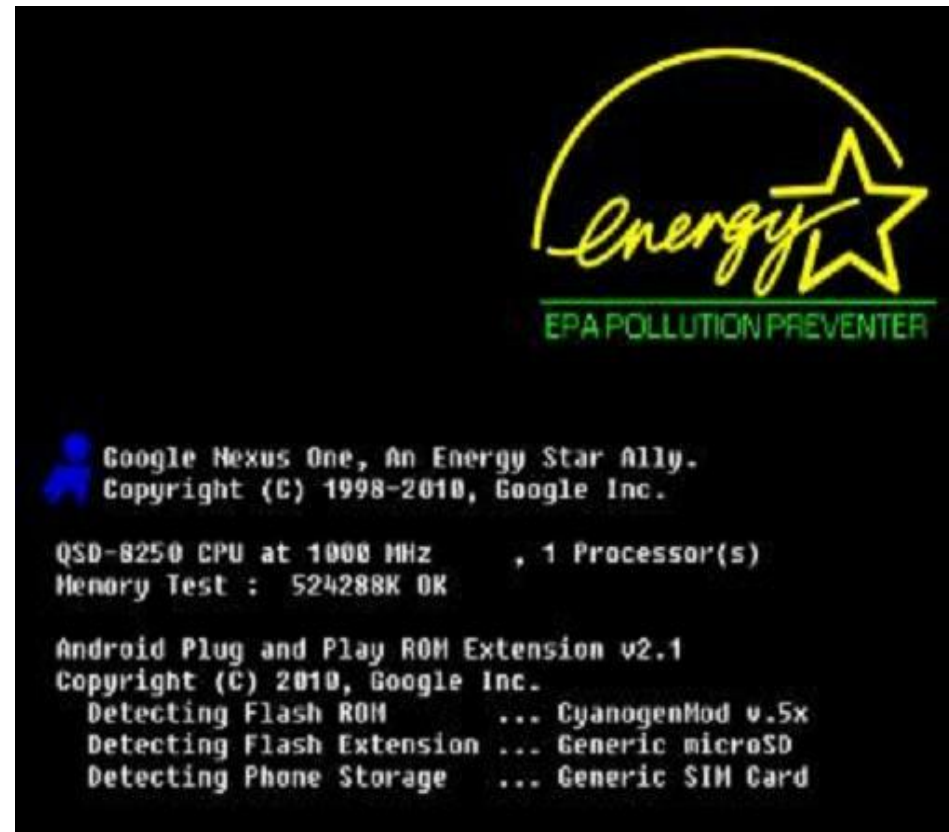 energy
EPA POLLUTION PREVENTER
Google Nexus One, An Energy Star Ally.
Copyright (C) 1998-2010, Google Inc.
QSD-8250 CPU at 1000 MHz , 1 Processor(s)
Memory Test : 524288K OK
Android Plug and Play ROM Extension v2.1
Copyright (C) 2010, Google Inc.
Detecting Flash ROM ... CyanogenMod v.5x
Detecting Flash Extension ... Generic microSD
Detecting Phone Storage ... Generic SIM Card